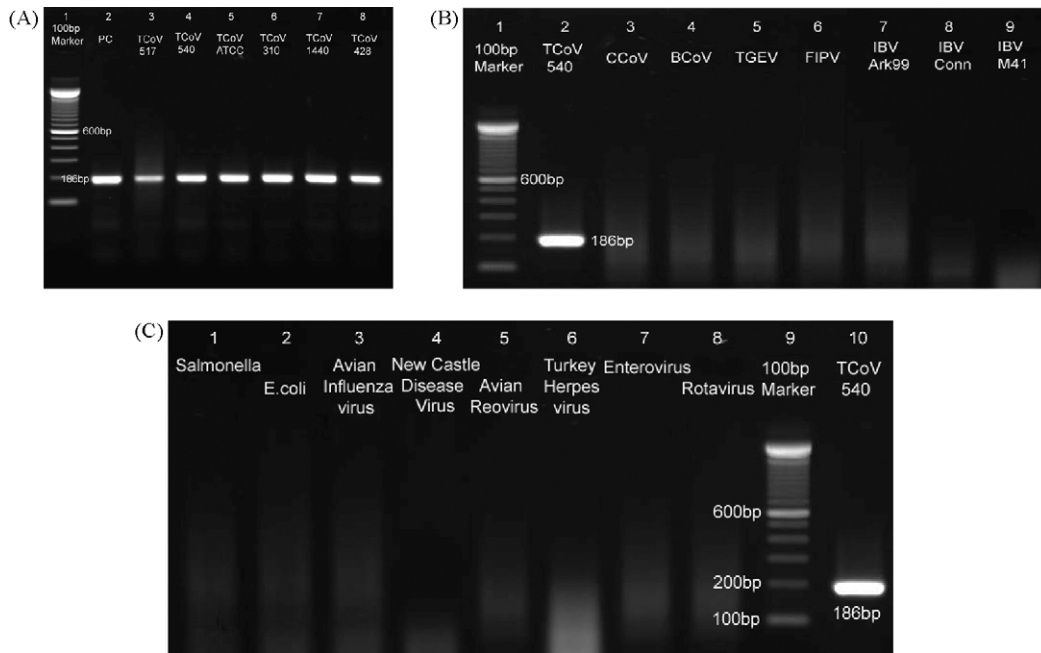 (A)
1 2 3 4 5 6 7 8
100bp PC TCoV TCoV TCoV TCoV TCoV TCoV
Marker 517 540 ATCC 310 1440 428
600bp
186bp
(B)
1 2 3 4 5 6 7 8 9
100bp TCoV CCoV BCoV TGEV FIPV IBV IBV IBV
Marker 540 Ark99 Conn M41
600bp
186bp
(C)
1 2 3 4 5 6 7 8 9 10
Salmonella E.coli Avian New Castle Avian Turkey Enterovirus Rotavirus 100bp TCoV
Influenza Disease Reovirus Herpes Marker 540
virus Virus virus
600bp
200bp
100bp
186bp